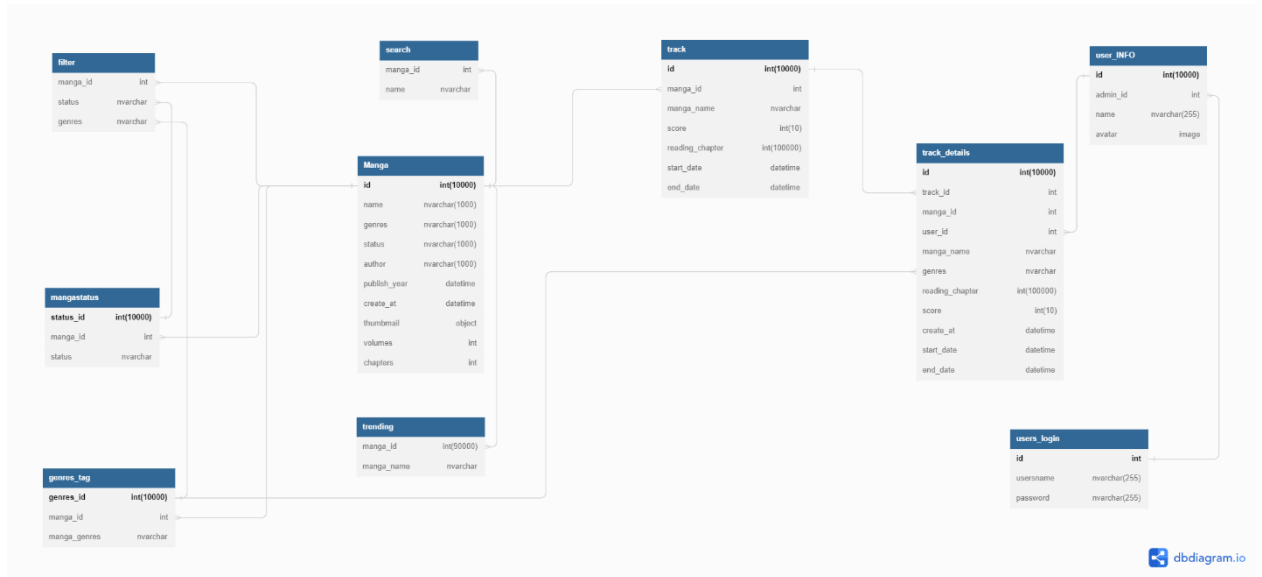 filter
manga_id int
status nvarchar
genres nvarchar
search
manga_id int
name nvarchar
track
id int(10000)
manga_id int
manga_name nvarchar
score int(10)
reading_chapter int(100000)
start_date datetime
end_date datetime
user_INFO
id int(10000)
admin_id int
name nvarchar(255)
avatar image
Manga
id int(10000)
name nvarchar(1000)
genres nvarchar(1000)
status nvarchar(1000)
author nvarchar(1000)
publish_year datetime
create_at datetime
thumbmail object
volumes int
chapters int
track_details
id int(10000)
track_id int
manga_id int
user_id int
manga_name nvarchar
genres nvarchar
reading_chapter int(100000)
score int(10)
create_at datetime
start_date datetime
end_date datetime
mangastatus
status_id int(10000)
manga_id int
status nvarchar
trending
manga_id int(50000)
manga_name nvarchar
genres_tag
genres_id int(10000)
manga_id int
manga_genres nvarchar
users_login
id int
usersname nvarchar(255)
password nvarchar(255)
dbdiagram.io